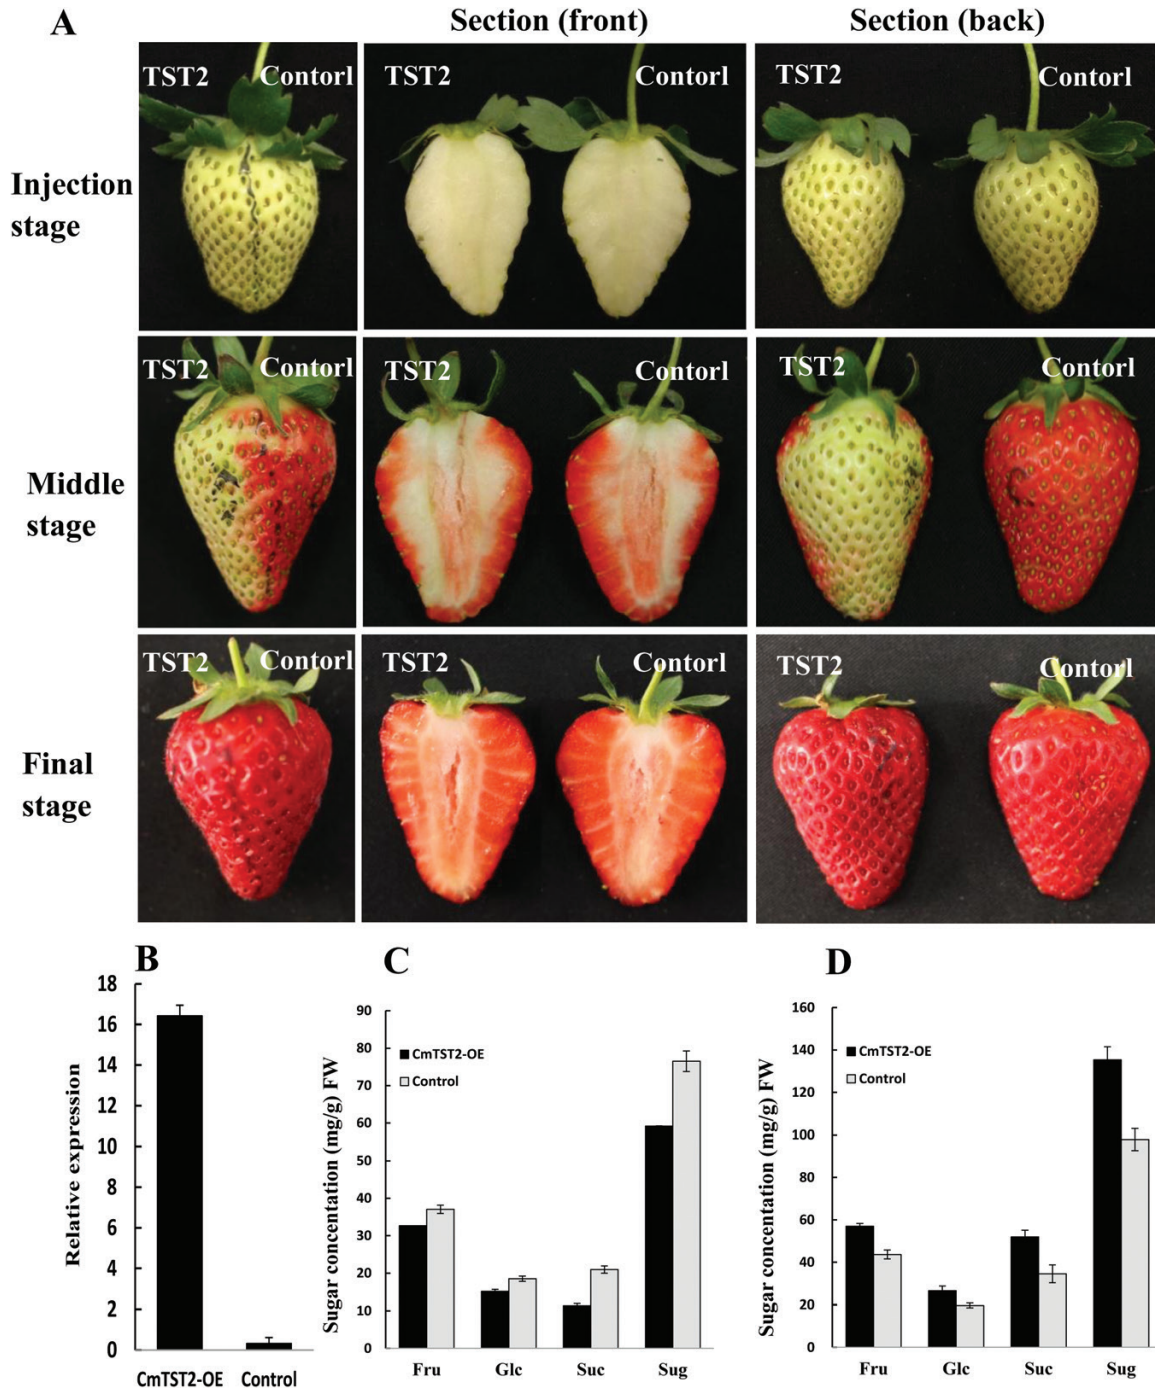 A
Section (front)
Section (back)
TST2 Contorl
TST2 Contorl
TST2 Contorl
Injection
stage
TST2 Contorl
TST2 Contorl
TST2 Contorl
Middle
stage
TST2 Contorl
TST2 Contorl
TST2 Contorl
Final
stage
B
Relative expression
18
16
14
12
10
8
6
4
2
0
CmTST2-OE Control
C
Sugar concentation (mg/g) FW
90
80
70
60
50
40
30
20
10
0
CmTST2-OE
Control
Fru Glc Suc Sug
D
Sugar concentation (mg/g) FW
160
140
120
100
80
60
40
20
0
CmTST2-OE
Control
Fru Glc Suc Sug